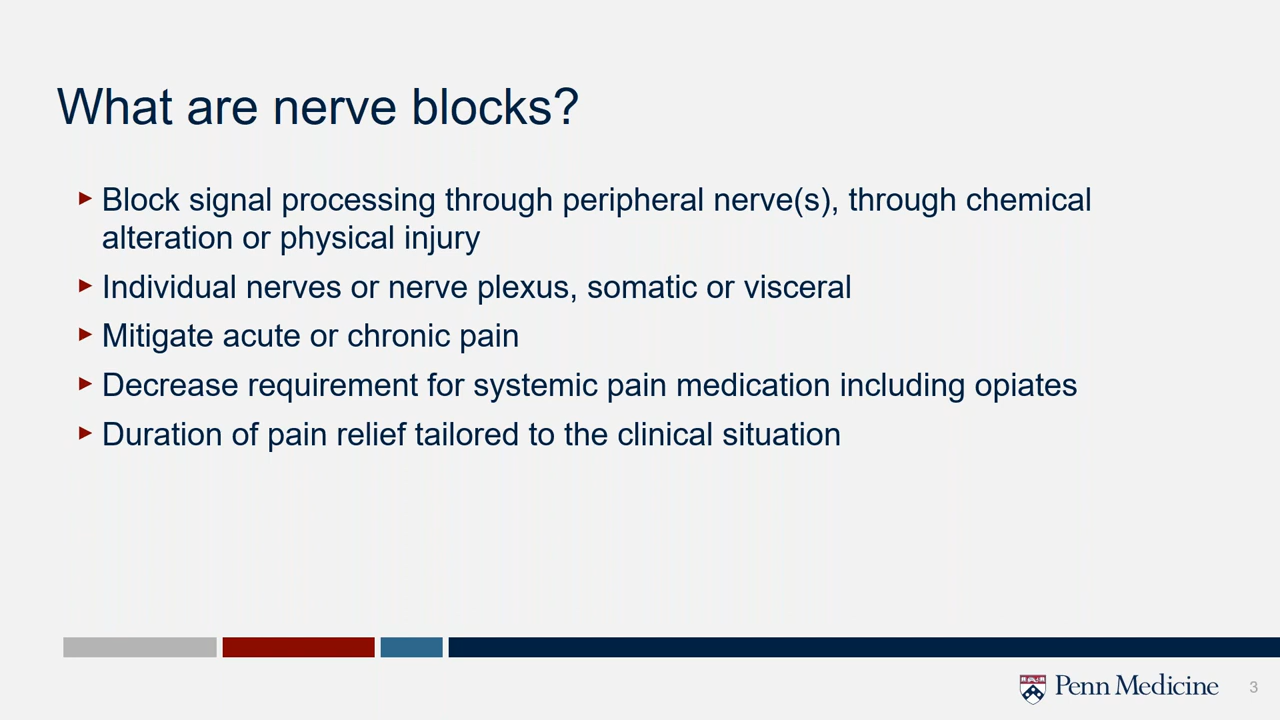 What are nerve blocks?
Block signal processing through peripheral nerve(s), through chemical
alteration or physical injury
Individual nerves or nerve plexus, somatic or visceral
Mitigate acute or chronic pain
Decrease requirement for systemic pain medication including opiates
Duration of pain relief tailored to the clinical situation
Penn Medicine
3